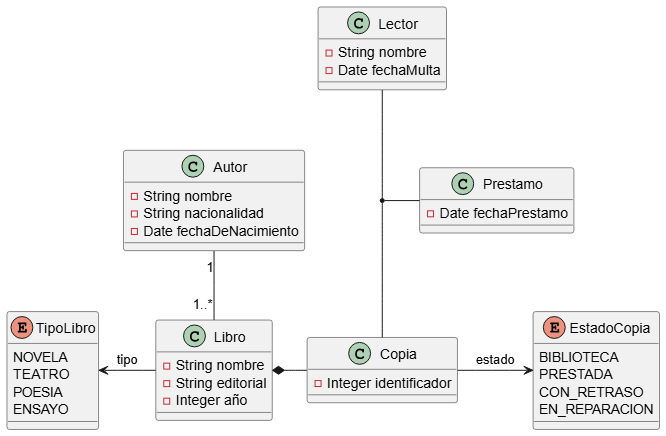 C Lector
String nombre
Date fechaMulta
C Autor
String nombre
String nacionalidad
Date fechaDeNacimiento
C Prestamo
Date fechaPrestamo
1
1..*
E TipoLibro
NOVELA
TEATRO
POESIA
ENSAYO
tipo
C Libro
String nombre
String editorial
Integer año
C Copia
Integer identificador
estado
E EstadoCopia
BIBLIOTECA
PRESTADA
CON_RETRASO
EN_REPARACION